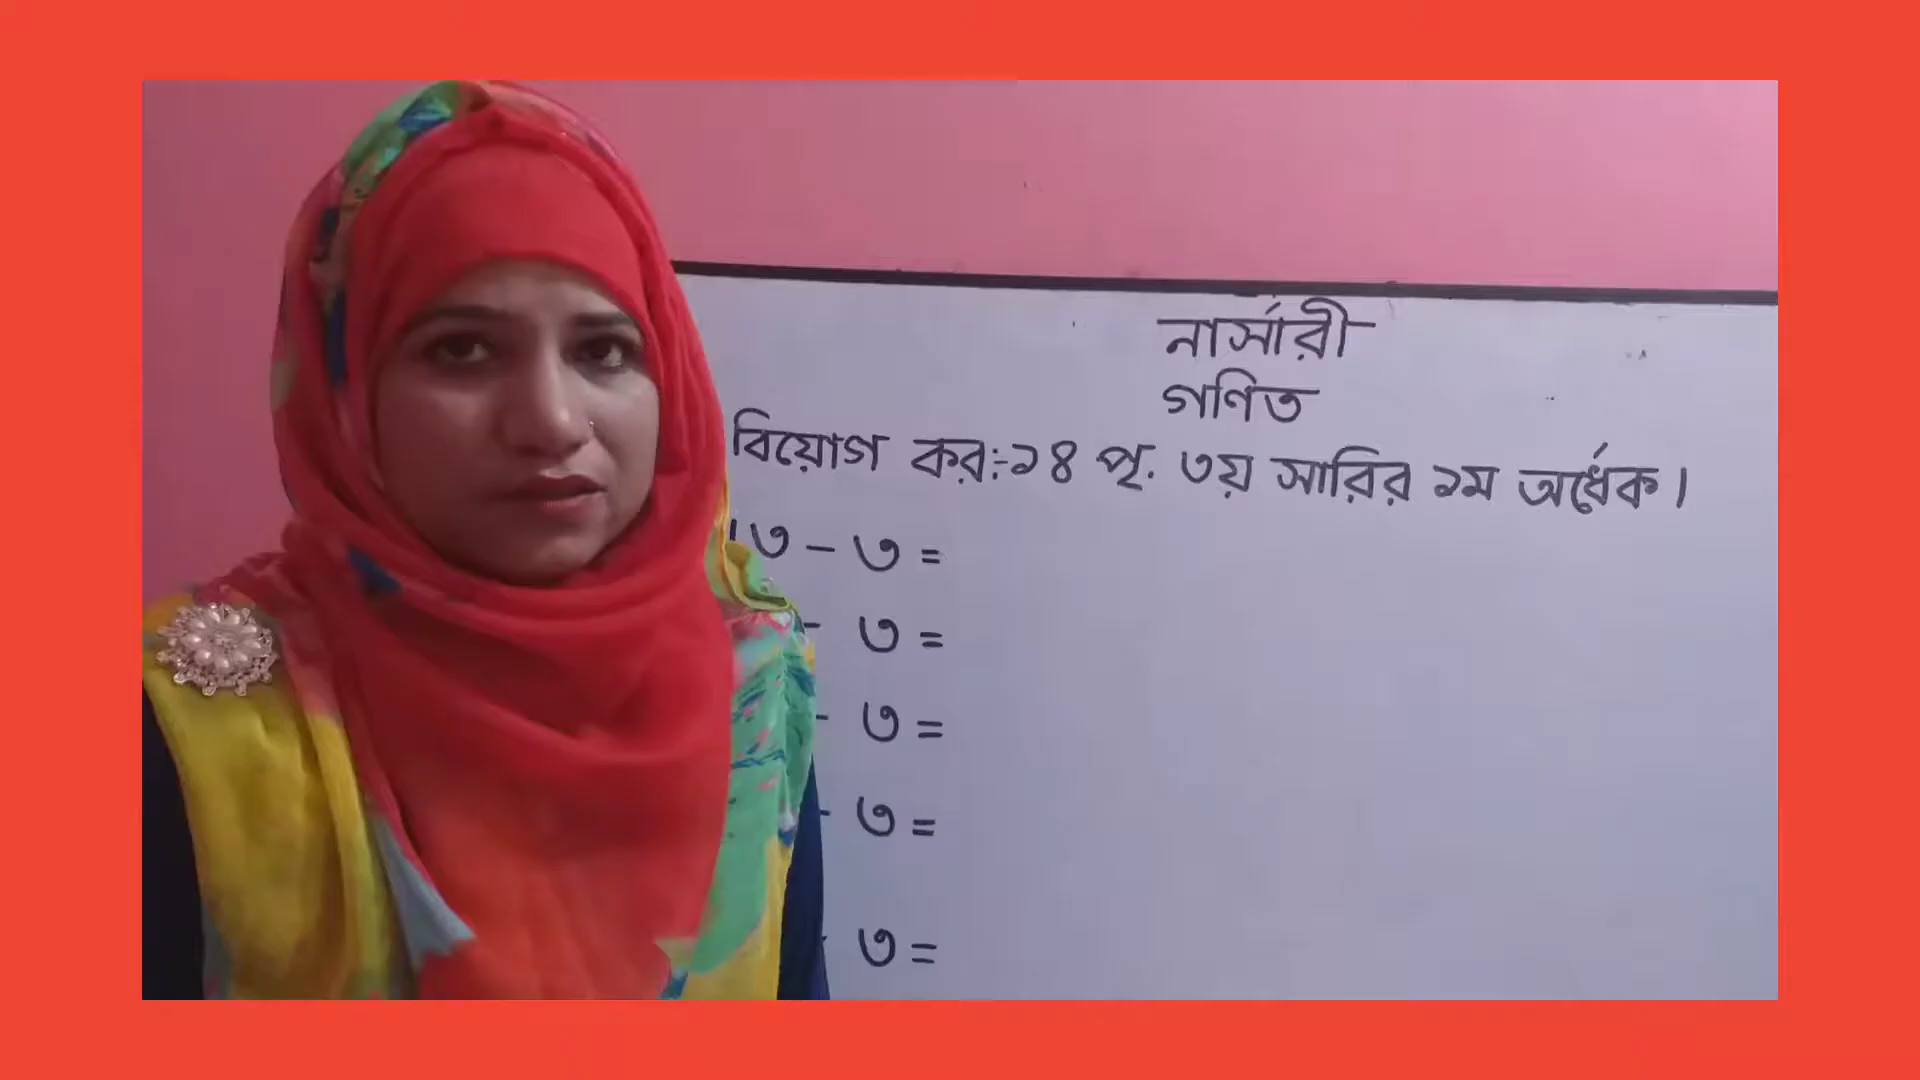 নার্সারী
গণিত
বিয়োগ কর:-১৪ পৃ. ৩য় সারির ১ম অর্ধেক।
৩ - ৩ =
- ৩ =
- ৩ =
- ৩ =
- ৩ =